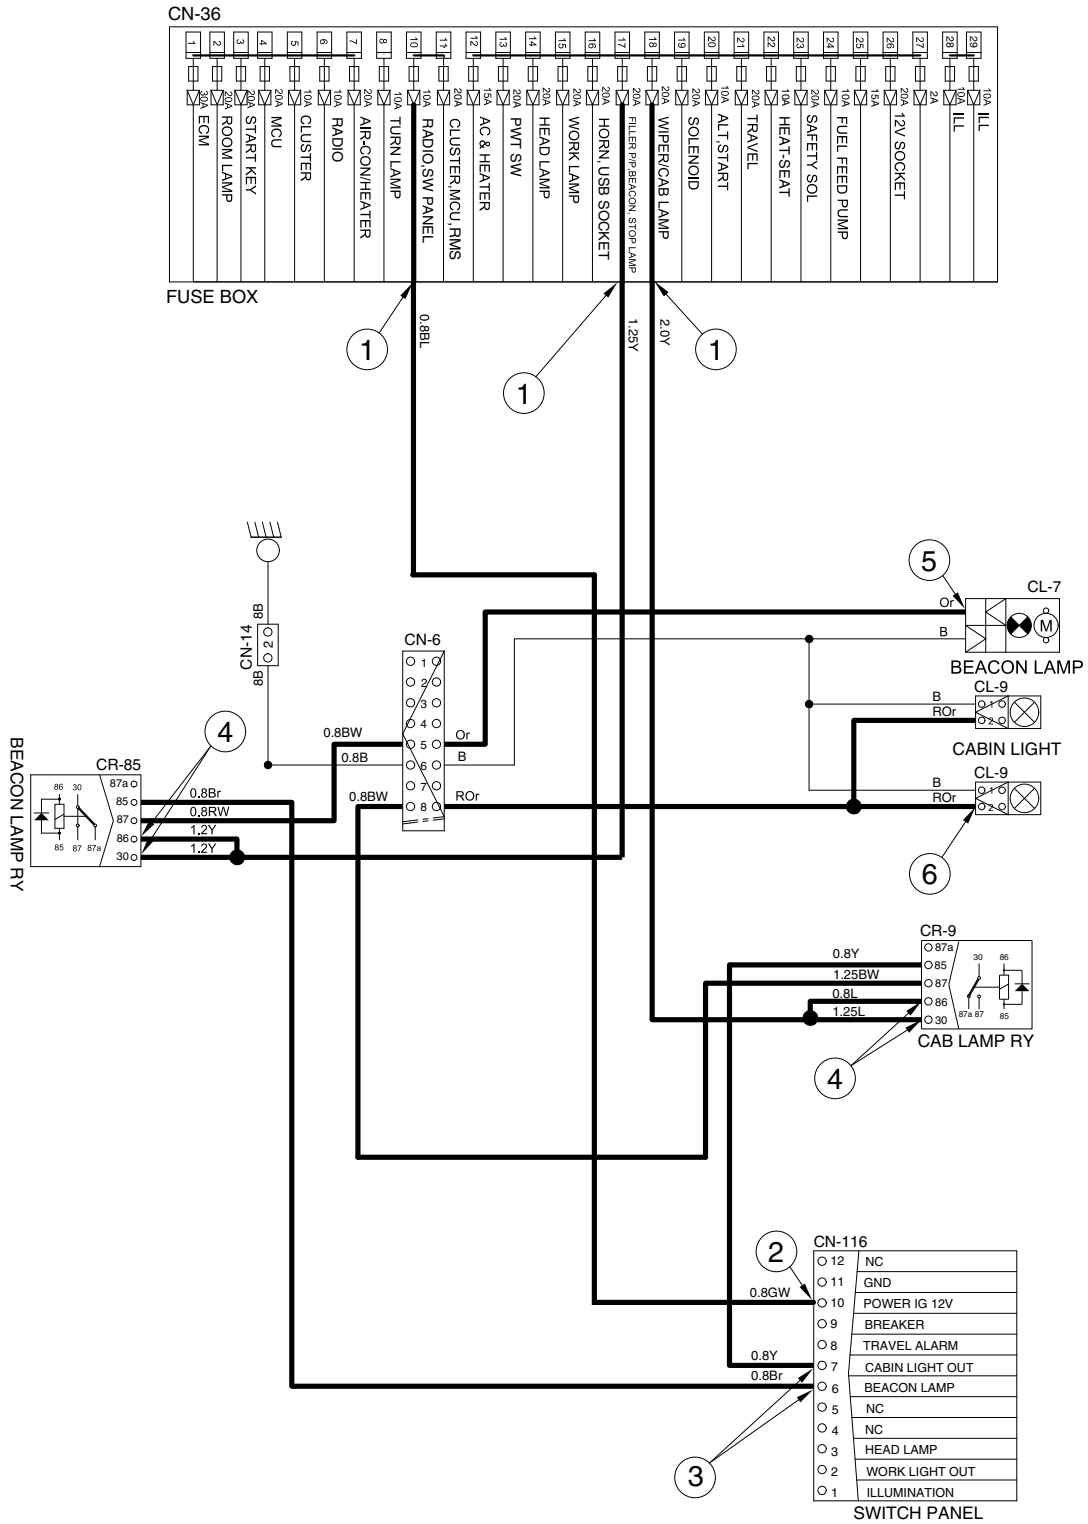 CN-36
1 2 3 4 5 6 7 8 10 11 12 13 14 15 16 17 18 19 20 21 22 23 24 25 26 27 28 29
30A ECM
20A ROOM LAMP
20A START KEY
20A MCU
10A CLUSTER
10A RADIO
20A AIR-CON/HEATER
10A TURN LAMP
10A RADIO,SW PANEL
20A CLUSTER,MCU,RMS
15A AC & HEATER
20A PWT SW
20A HEAD LAMP
20A WORK LAMP
20A HORN, USB SOCKET
20A FILLER P/P,BEACON, STOP LAMP
20A WIPER/CAB LAMP
20A SOLENOID
10A ALT,START
20A TRAVEL
10A HEAT-SEAT
20A SAFETY SOL
10A FUEL FEED PUMP
15A
20A 12V SOCKET
2A
10A ILL
10A ILL
FUSE BOX
0.8BL
1.25Y
2.0Y
1
1
1
5
CL-7
Or
M
B
BEACON LAMP
8B
CN-14
2
8B
CN-6
1
2
3
4
0.8BW 5 Or
0.8B 6 B
7
0.8BW 8 ROr
CL-9
B 1
ROr 2
CABIN LIGHT
CL-9
B 1
ROr 2
6
4
BEACON LAMP RY
CR-85
87a
85 0.8Br
87 0.8RW
86 1.2Y
30 1.2Y
86 30
85 87 87a
CR-9
87a
0.8Y 85
1.25BW 87
0.8L 86
1.25L 30
30 86
87a 87 85
CAB LAMP RY
4
2
CN-116
12 NC
11 GND
0.8GW 10 POWER IG 12V
9 BREAKER
8 TRAVEL ALARM
0.8Y 7 CABIN LIGHT OUT
0.8Br 6 BEACON LAMP
5 NC
4 NC
3 HEAD LAMP
2 WORK LIGHT OUT
1 ILLUMINATION
3
SWITCH PANEL